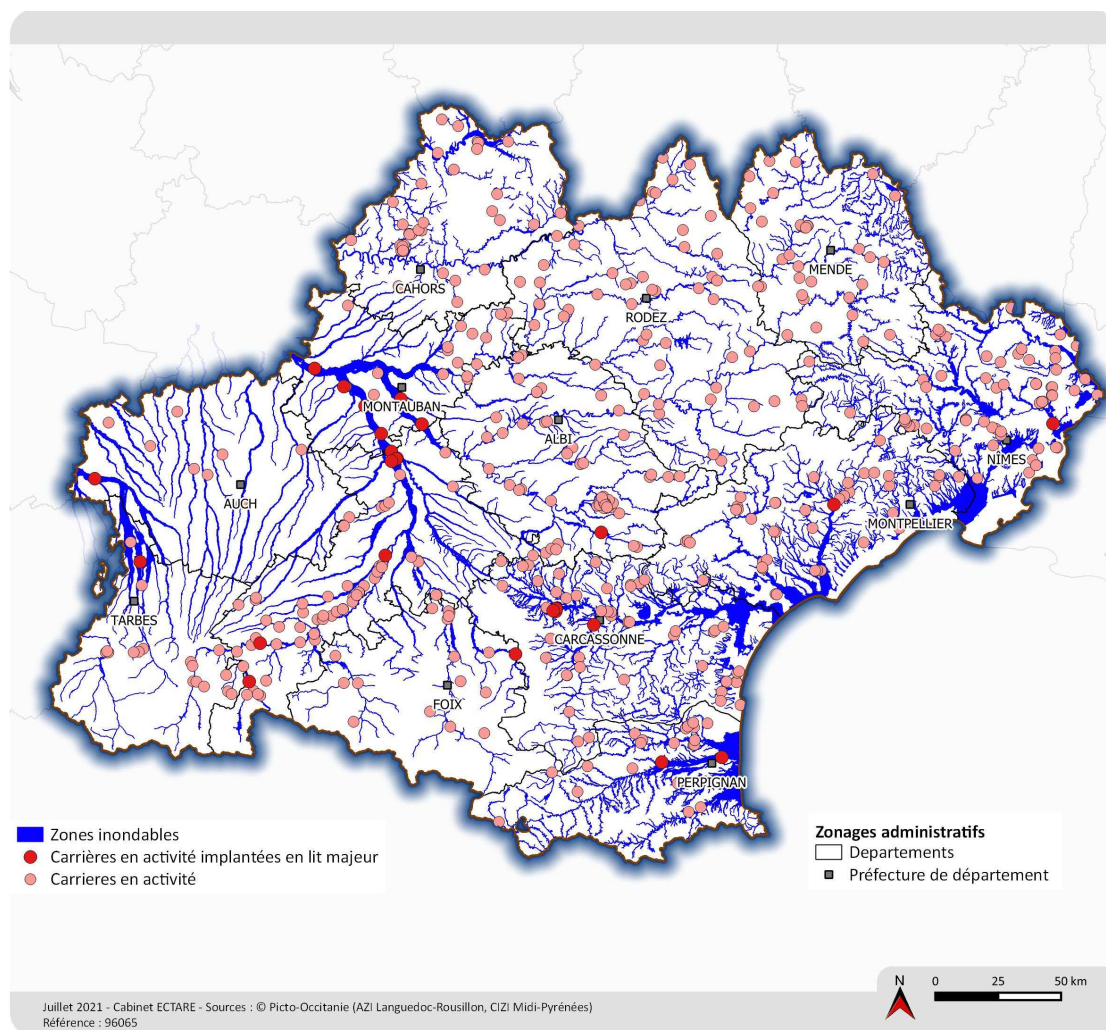 CAHORS
MENDE
RODEZ
MONTAUBAN
ALBI
NÎMES
AUCH
MONTPELLIER
TARBES
CARCASSONNE
FOIX
PERPIGNAN
Zones inondables
Carrières en activité implantées en lit majeur
Carrieres en activité
Zonages administratifs
Departements
Préfecture de département
Juillet 2021 - Cabinet ECTARE - Sources : © Picto-Occitanie (AZI Languedoc-Rousillon, CIZI Midi-Pyrénées)
Référence : 96065
N
0 25 50 km